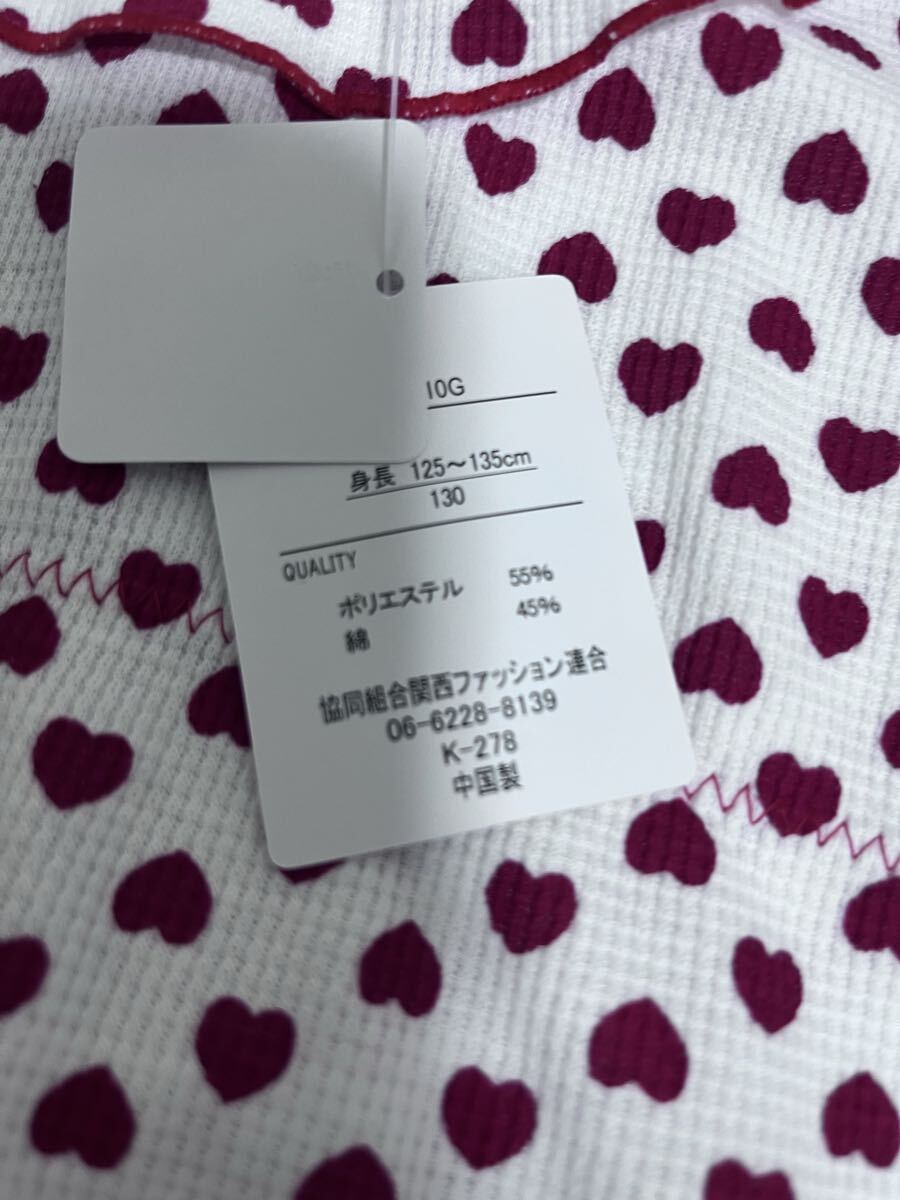 I0G
身長 125～135cm
130
QUALITY
ポリエステル 55%
綿 45%
協同組合関西ファッション連合
06-6228-8139
K-278
中国製